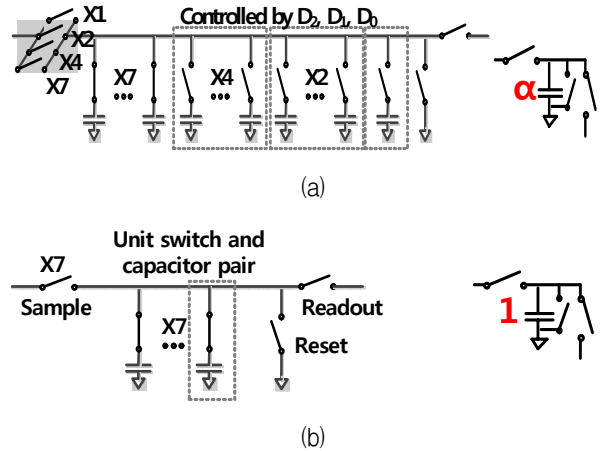 X1
Controlled by D2, D1, D0
X2
X4
X7
X7
X4
X2
α
(a)
Unit switch and
capacitor pair
X7
Sample
Readout
1
X7
Reset
(b)